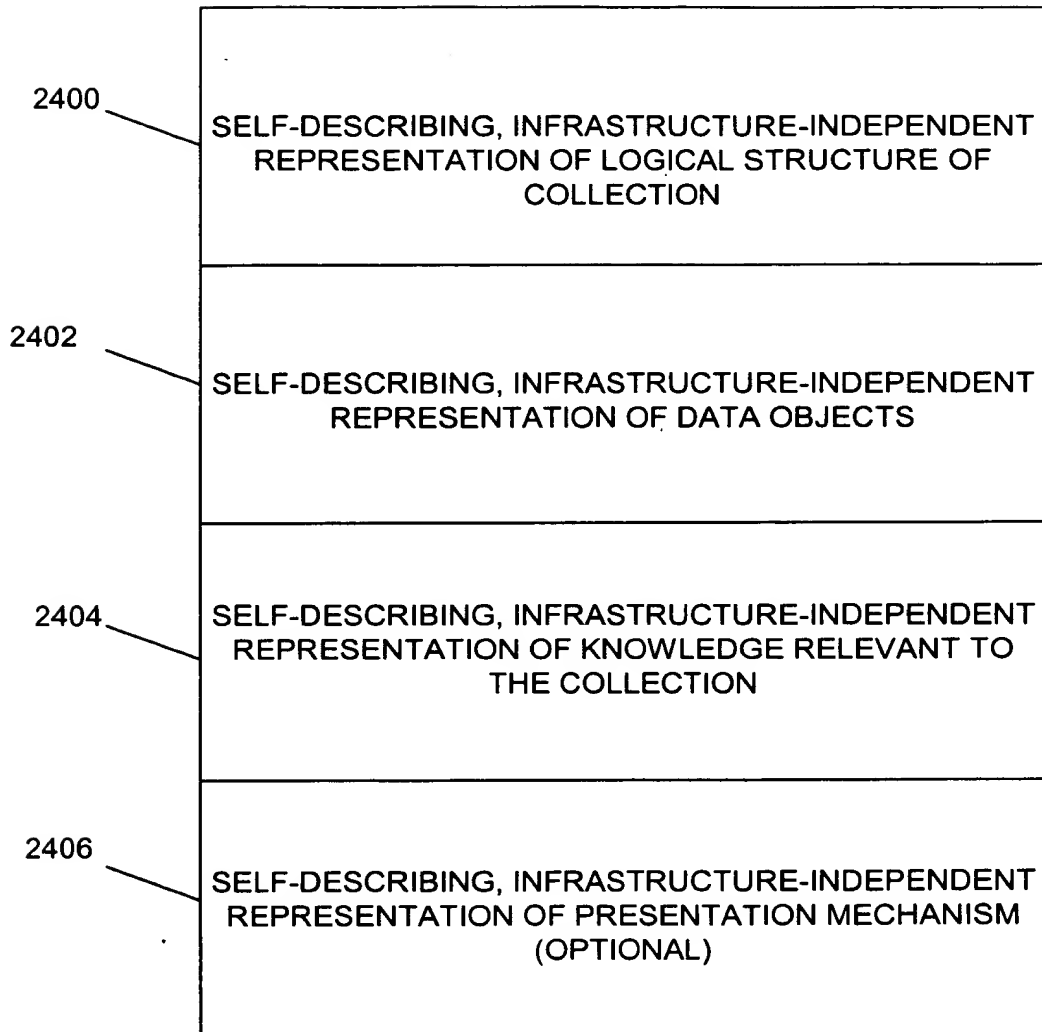 2400
SELF-DESCRIBING, INFRASTRUCTURE-INDEPENDENT
REPRESENTATION OF LOGICAL STRUCTURE OF
COLLECTION
2402
SELF-DESCRIBING, INFRASTRUCTURE-INDEPENDENT
REPRESENTATION OF DATA OBJECTS
2404
SELF-DESCRIBING, INFRASTRUCTURE-INDEPENDENT
REPRESENTATION OF KNOWLEDGE RELEVANT TO
THE COLLECTION
2406
SELF-DESCRIBING, INFRASTRUCTURE-INDEPENDENT
REPRESENTATION OF PRESENTATION MECHANISM
(OPTIONAL)